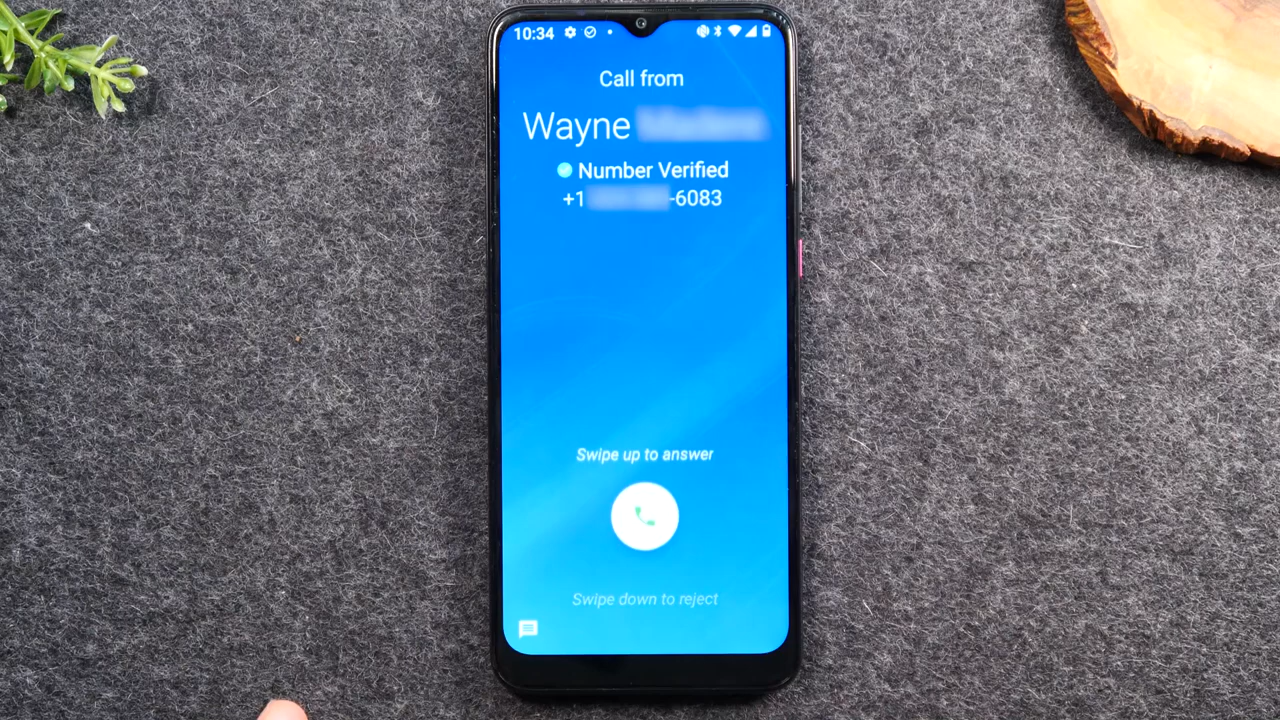 10:34
Call from
Wayne
Number Verified
+1 -6083
Swipe up to answer
Swipe down to reject